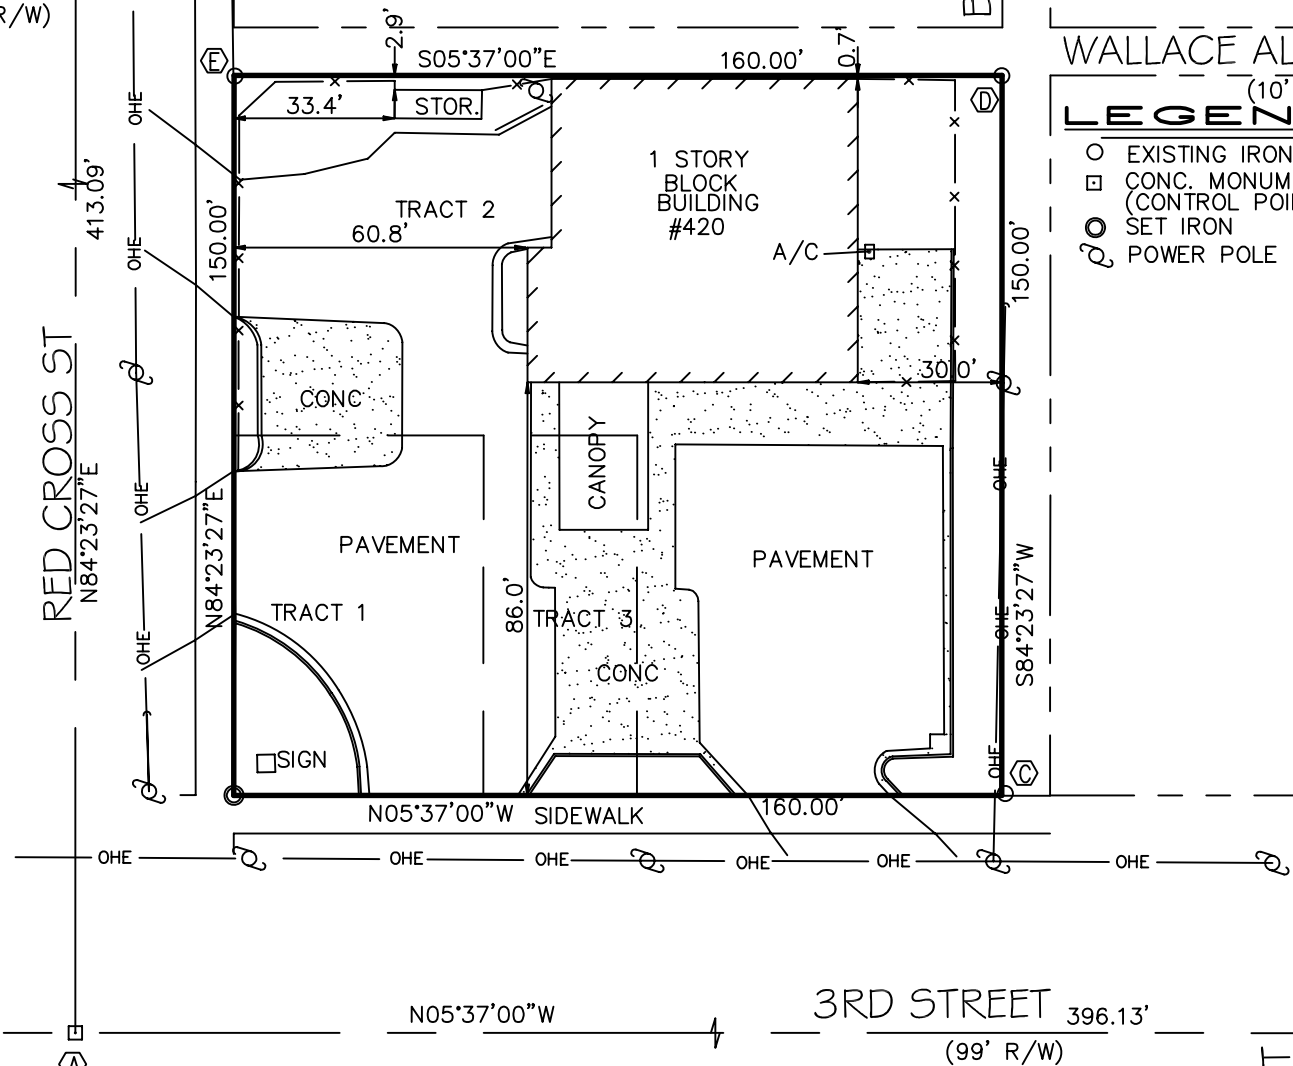 R/W)
2.9'
0.7'
E
S05°37'00"E
160.00'
WALLACE AL
(10'
LEGEN
EXISTING IRON
CONC. MONUM
(CONTROL POI
SET IRON
POWER POLE
D
33.4'
STOR.
OHE
1 STORY
BLOCK
BUILDING
#420
TRACT 2
60.8'
A/C
413.09'
150.00'
OHE
150.00'
30.0'
CONC
CANOPY
RED CROSS ST
N84°23'27"E
N84°23'27"E
OHE
OHE
PAVEMENT
PAVEMENT
S84°23'27"W
TRACT 1
86.0'
TRACT 3
OHE
OHE
CONC
SIGN
OHE
C
N05°37'00"W
SIDEWALK
160.00'
OHE
OHE
OHE
OHE
OHE
OHE
3RD STREET
N05°37'00"W
396.13'
(99' R/W)
A